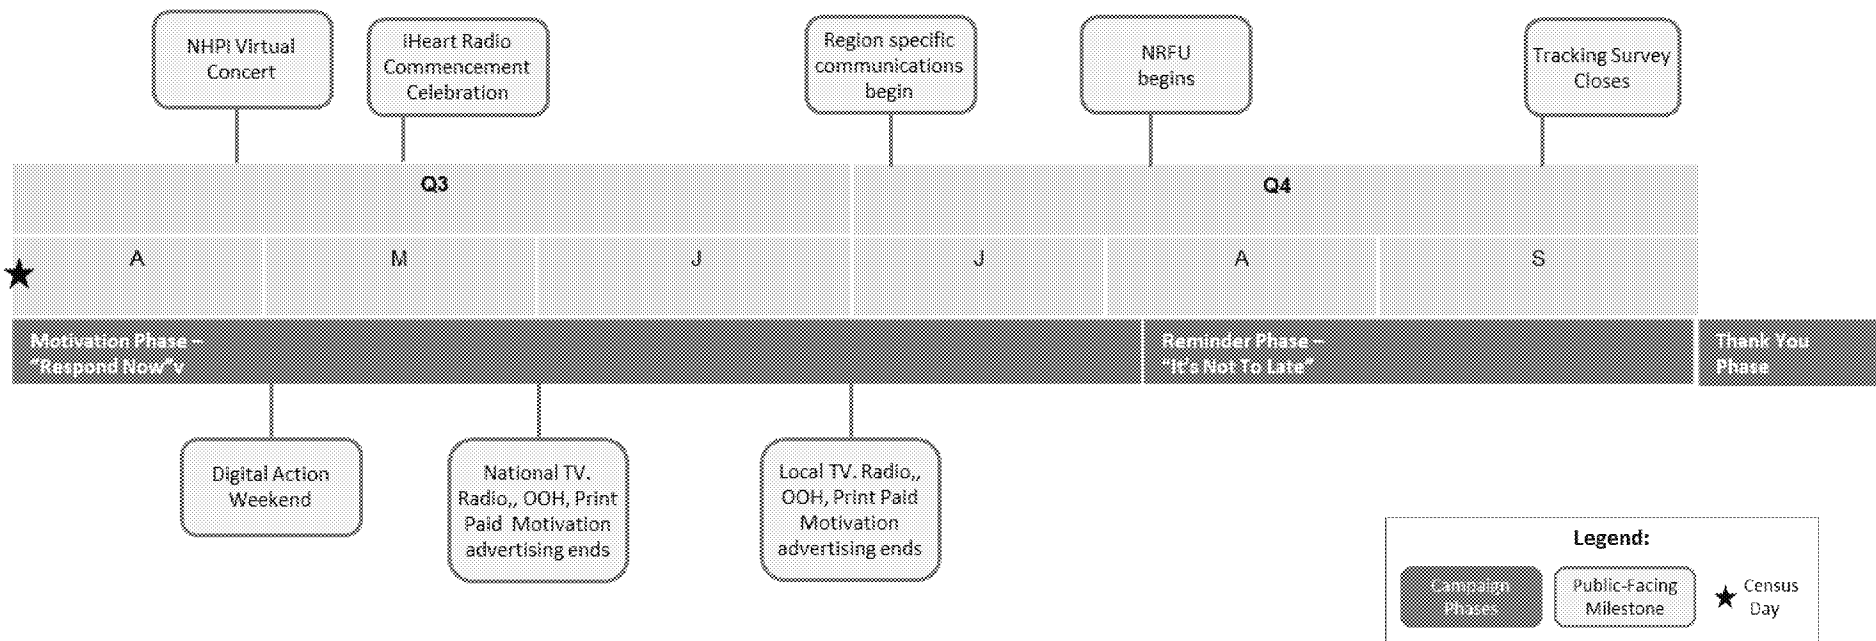 NHPI Virtual
Concert
iHeart Radio
Commencement
Celebration
Region specific
communications
begin
NRFU
begins
Tracking Survey
Closes
Q3
Q4
A
M
J
J
A
S
Motivation Phase –
"Respond Now"v
Reminder Phase –
"It's Not To Late"
Thank You
Phase
Digital Action
Weekend
National TV.
Radio,, OOH, Print
Paid Motivation
advertising ends
Local TV. Radio,,
OOH, Print Paid
Motivation
advertising ends
Legend:
Campaign
Phases
Public-Facing
Milestone
Census
Day